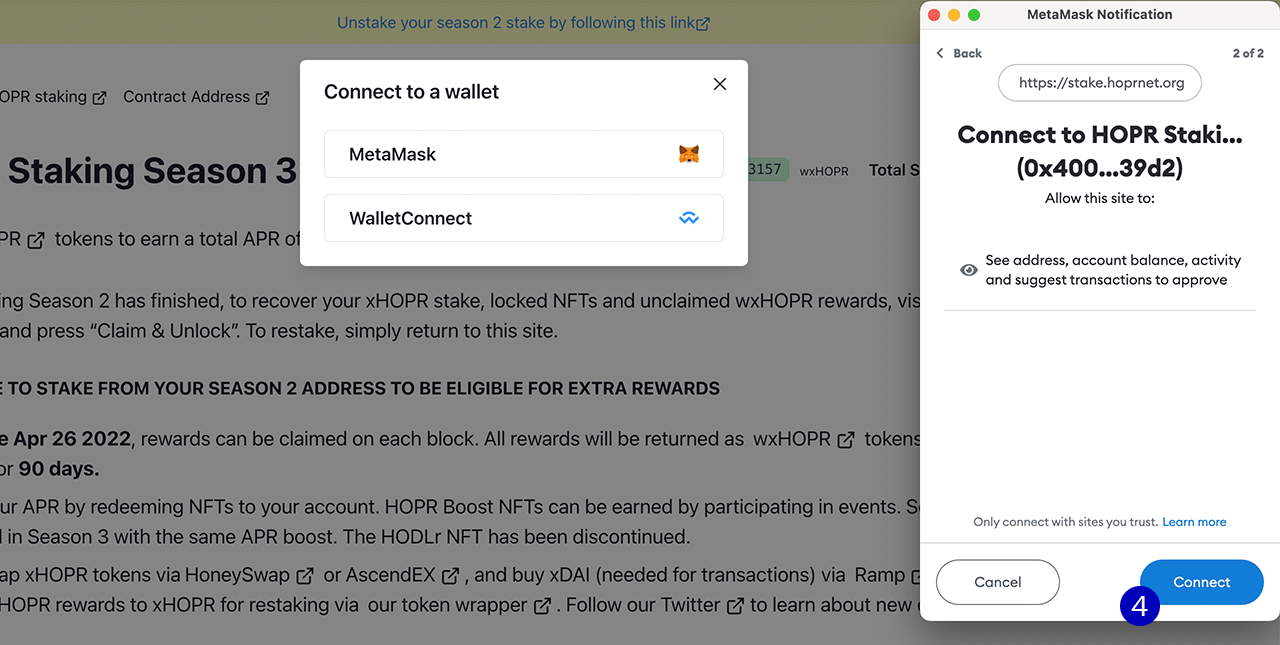 Unstake your season 2 stake by following this link
OPR staking Contract Address
Staking Season 3
3157 wxHOPR Total S
PR tokens to earn a total APR of
ing Season 2 has finished, to recover your xHOPR stake, locked NFTs and unclaimed wxHOPR rewards, vis
and press “Claim & Unlock”. To restake, simply return to this site.
E TO STAKE FROM YOUR SEASON 2 ADDRESS TO BE ELIGIBLE FOR EXTRA REWARDS
e Apr 26 2022, rewards can be claimed on each block. All rewards will be returned as wxHOPR tokens
or 90 days.
ur APR by redeeming NFTs to your account. HOPR Boost NFTs can be earned by participating in events. S
l in Season 3 with the same APR boost. The HODLr NFT has been discontinued.
ap xHOPR tokens via HoneySwap or AscendEX , and buy xDAI (needed for transactions) via Ramp
HOPR rewards to xHOPR for restaking via our token wrapper . Follow our Twitter to learn about new
Connect to a wallet
MetaMask
WalletConnect
MetaMask Notification
Back
2 of 2
https://stake.hoprnet.org
Connect to HOPR Staki...
(0x400...39d2)
Allow this site to:
See address, account balance, activity
and suggest transactions to approve
Only connect with sites you trust. Learn more
Cancel
Connect
4